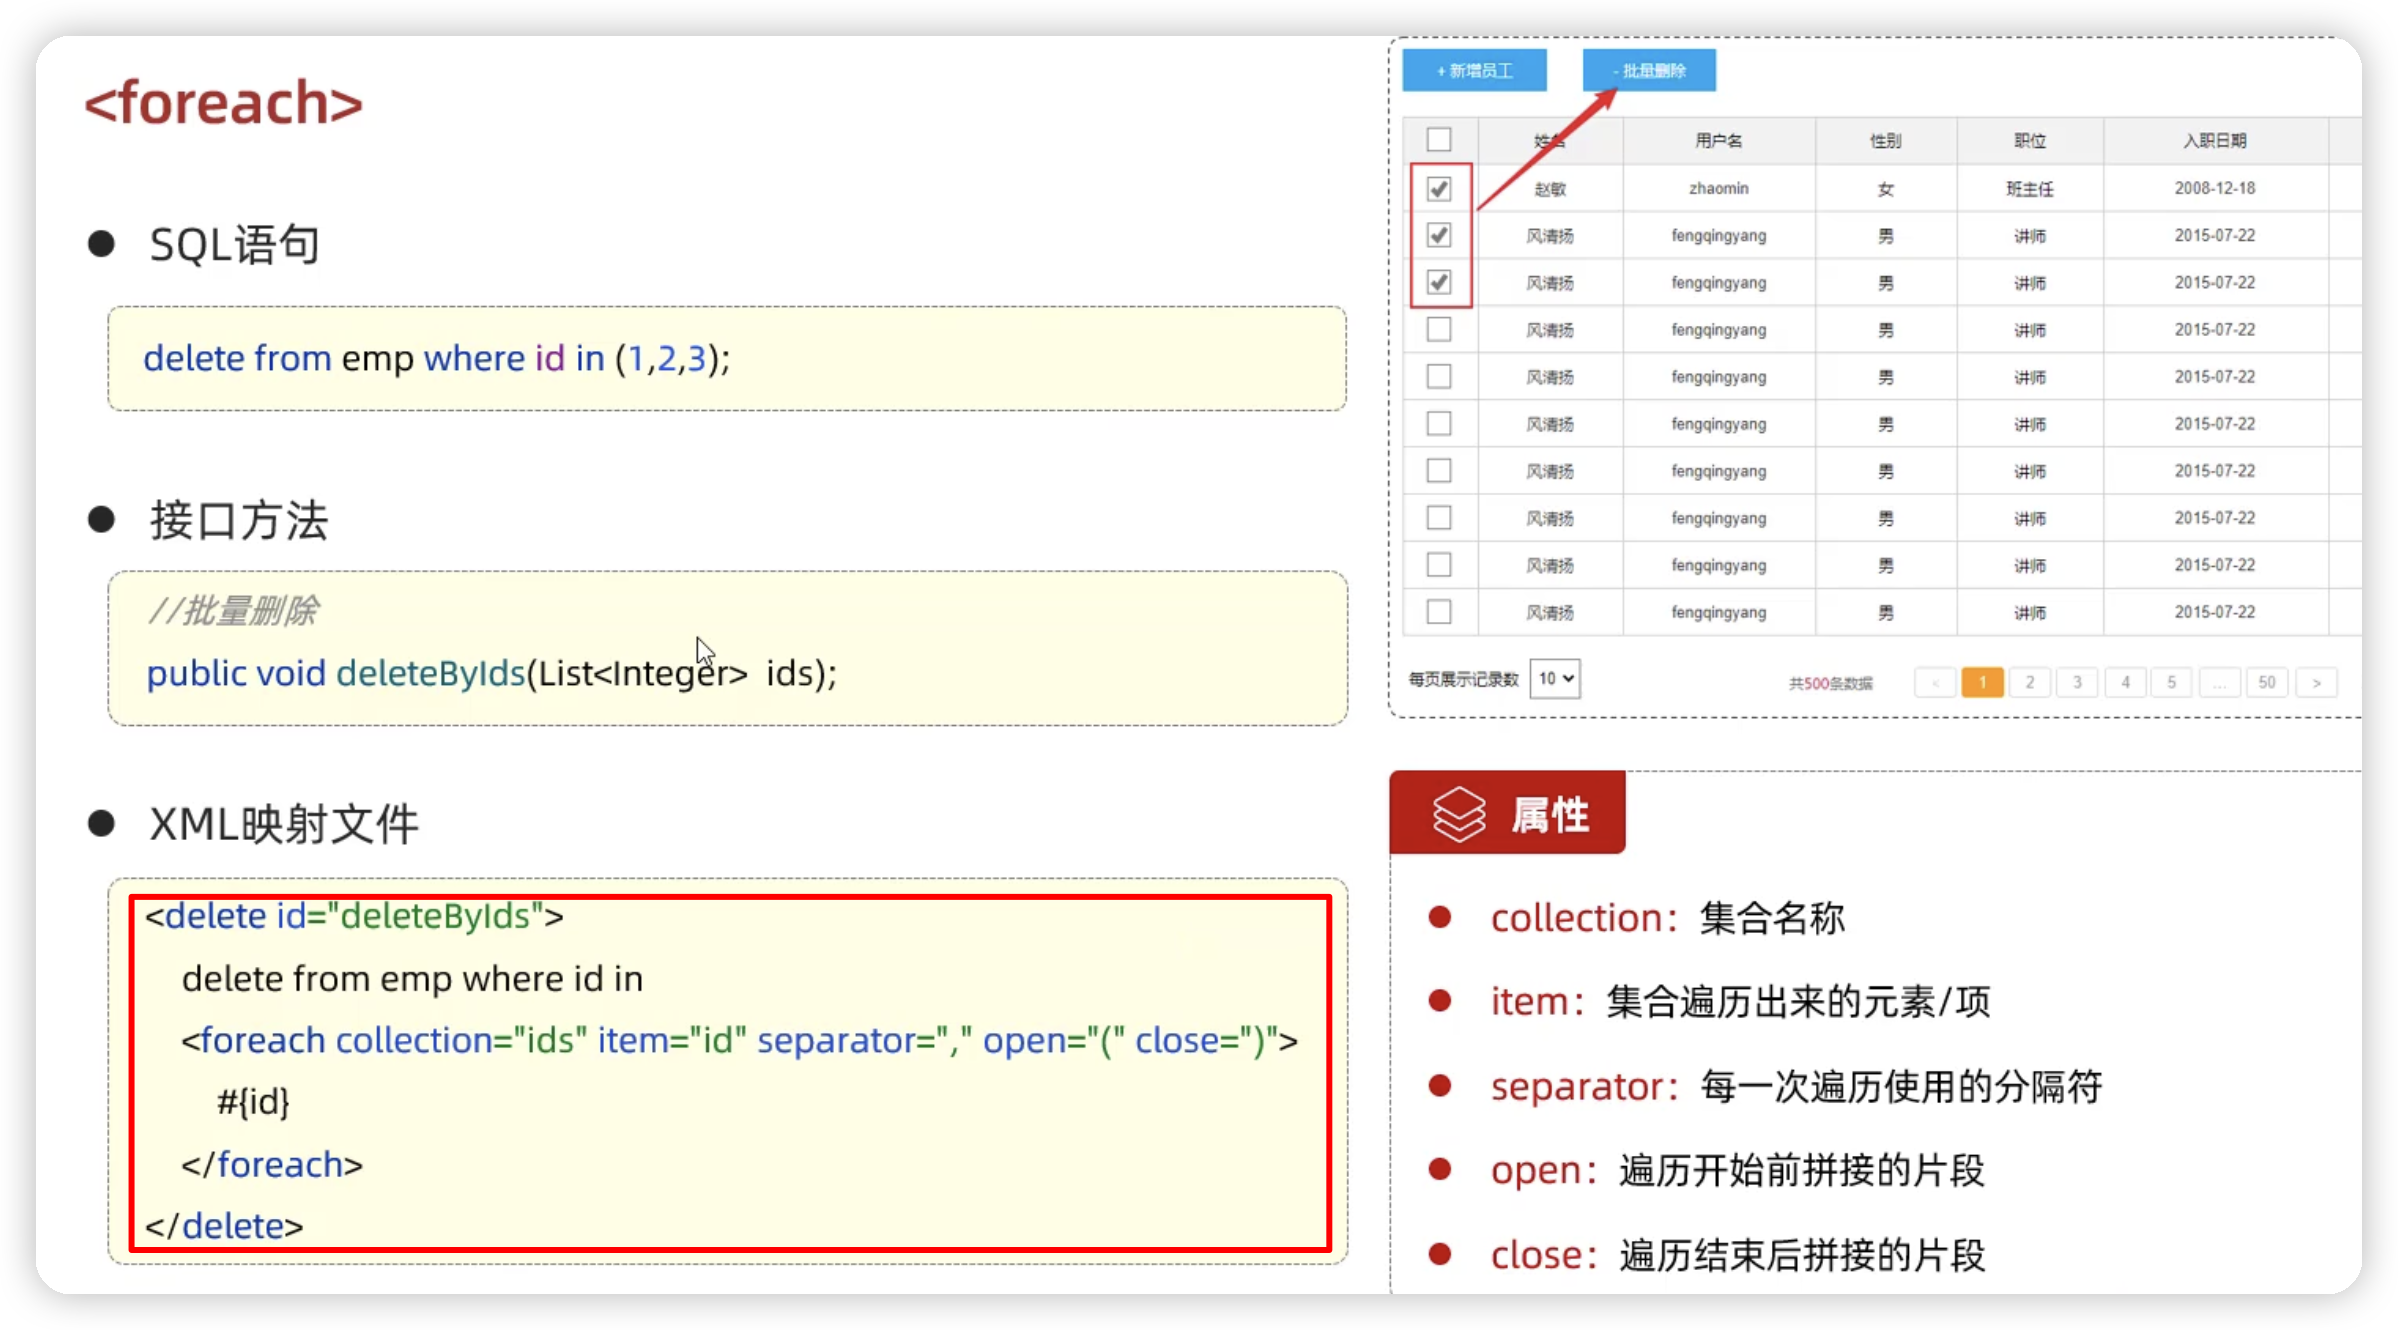 <foreach>
SQL语句
delete from emp where id in (1,2,3);
接口方法
//批量删除
public void deleteByIds(List<Integer> ids);
XML映射文件
<delete id="deleteByIds">
delete from emp where id in
<foreach collection="ids" item="id" separator="," open="(" close=")">
#{id}
</foreach>
</delete>
+ 新增员工 - 批量删除
姓名 用户名 性别 职位 入职日期
赵敏 zhaomin 女 班主任 2008-12-18
风清扬 fengqingyang 男 讲师 2015-07-22
风清扬 fengqingyang 男 讲师 2015-07-22
风清扬 fengqingyang 男 讲师 2015-07-22
风清扬 fengqingyang 男 讲师 2015-07-22
风清扬 fengqingyang 男 讲师 2015-07-22
风清扬 fengqingyang 男 讲师 2015-07-22
风清扬 fengqingyang 男 讲师 2015-07-22
风清扬 fengqingyang 男 讲师 2015-07-22
风清扬 fengqingyang 男 讲师 2015-07-22
每页展示记录数 10 共500条数据 < 1 2 3 4 5 ... 50 >
属性
collection：集合名称
item：集合遍历出来的元素/项
separator：每一次遍历使用的分隔符
open：遍历开始前拼接的片段
close：遍历结束后拼接的片段